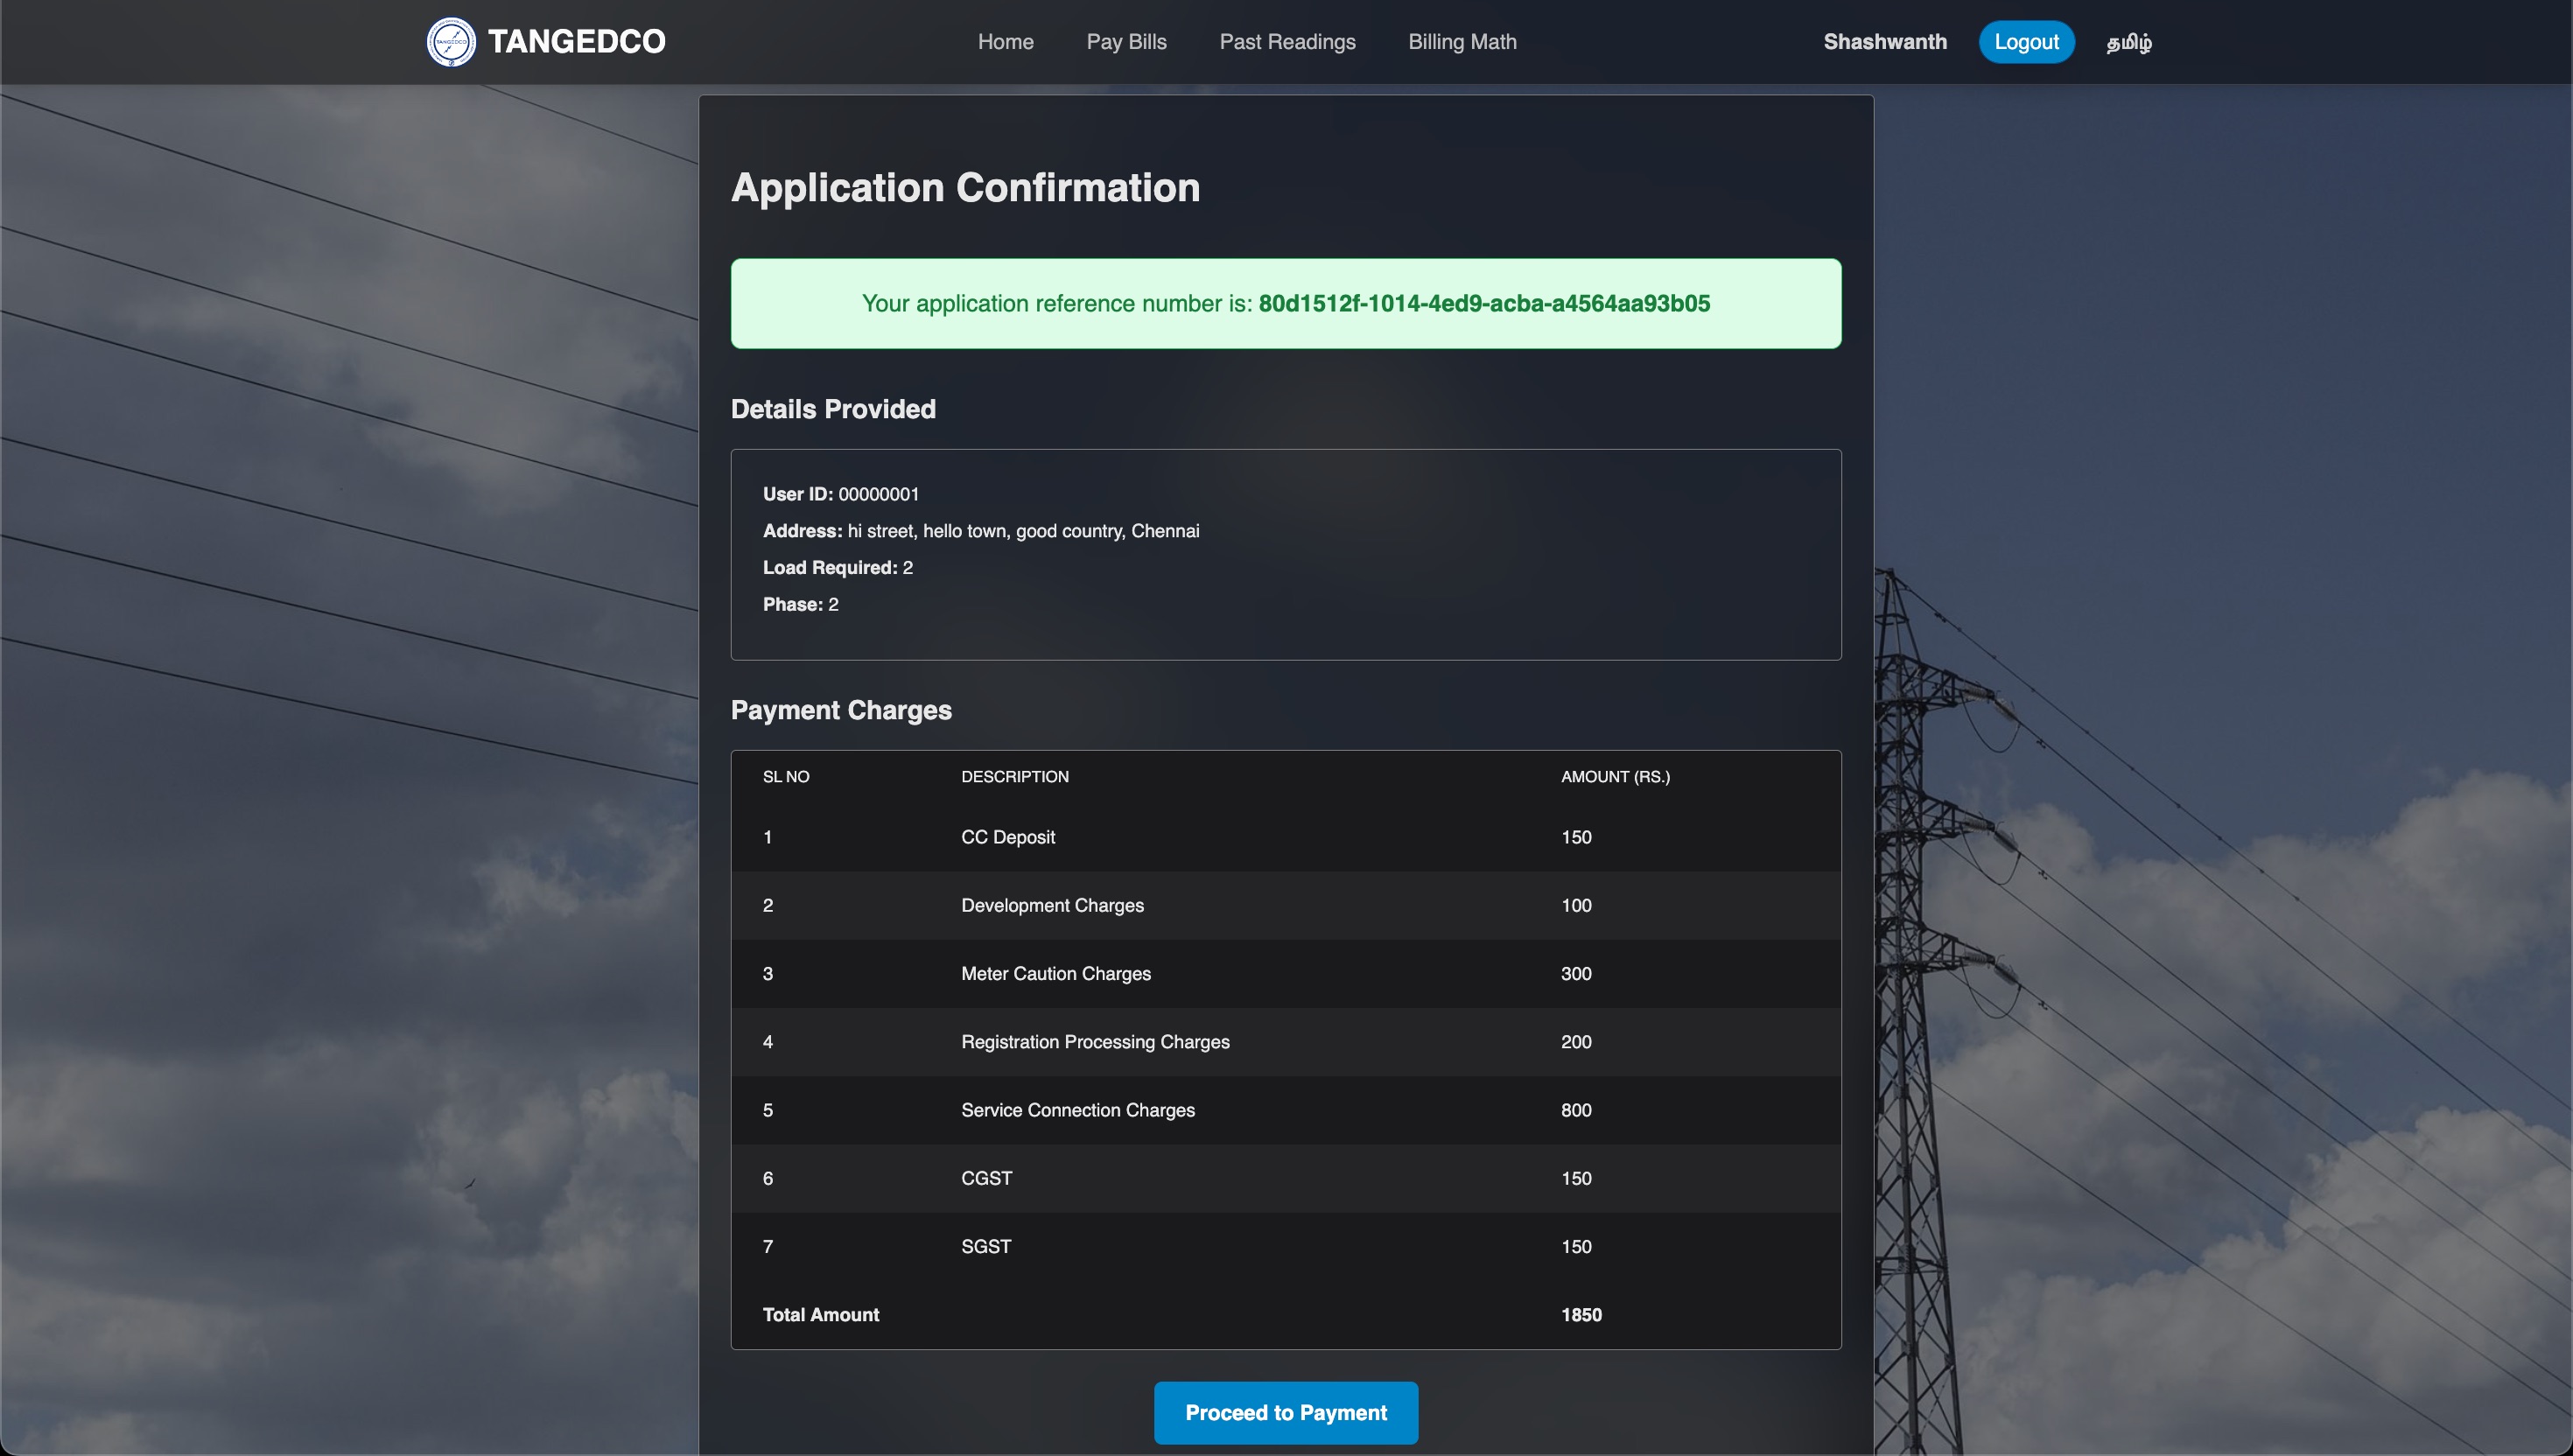 TANGEDCO
TANGEDCO Home Pay Bills Past Readings Billing Math Shashwanth Logout தமிழ்
Application Confirmation
Your application reference number is: 80d1512f-1014-4ed9-acba-a4564aa93b05
Details Provided
User ID: 00000001
Address: hi street, hello town, good country, Chennai
Load Required: 2
Phase: 2
Payment Charges
SL NO DESCRIPTION AMOUNT (RS.)
1 CC Deposit 150
2 Development Charges 100
3 Meter Caution Charges 300
4 Registration Processing Charges 200
5 Service Connection Charges 800
6 CGST 150
7 SGST 150
Total Amount 1850
Proceed to Payment